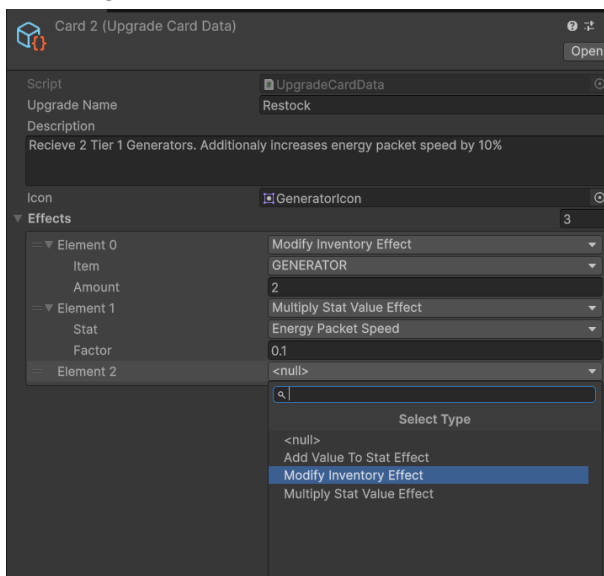 Card 2 (Upgrade Card Data)
Open
Script UpgradeCardData
Upgrade Name Restock
Description
Recieve 2 Tier 1 Generators. Additionaly increases energy packet speed by 10%
Icon GeneratorIcon
Effects 3
Element 0 Modify Inventory Effect
Item GENERATOR
Amount 2
Element 1 Multiply Stat Value Effect
Stat Energy Packet Speed
Factor 0.1
Element 2 <null>
Select Type
<null>
Add Value To Stat Effect
Modify Inventory Effect
Multiply Stat Value Effect